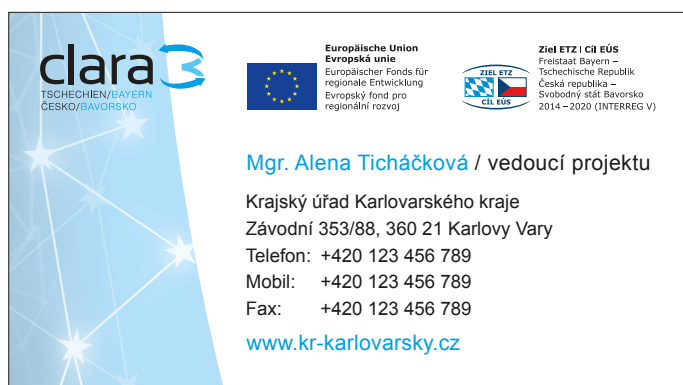 clara3
TSCHECHIEN/BAYERN
ČESKO/BAVORSKO
Europäische Union
Evropská unie
Europäischer Fonds für
regionale Entwicklung
Evropský fond pro
regionální rozvoj
ZIEL ETZ
CÍL EÚS
Ziel ETZ | Cíl EÚS
Freistaat Bayern –
Tschechische Republik
Česká republika –
Svobodný stát Bavorsko
2014 – 2020 (INTERREG V)
Mgr. Alena Ticháčková / vedoucí projektu
Krajský úřad Karlovarského kraje
Závodní 353/88, 360 21 Karlovy Vary
Telefon: +420 123 456 789
Mobil: +420 123 456 789
Fax: +420 123 456 789
www.kr-karlovarsky.cz